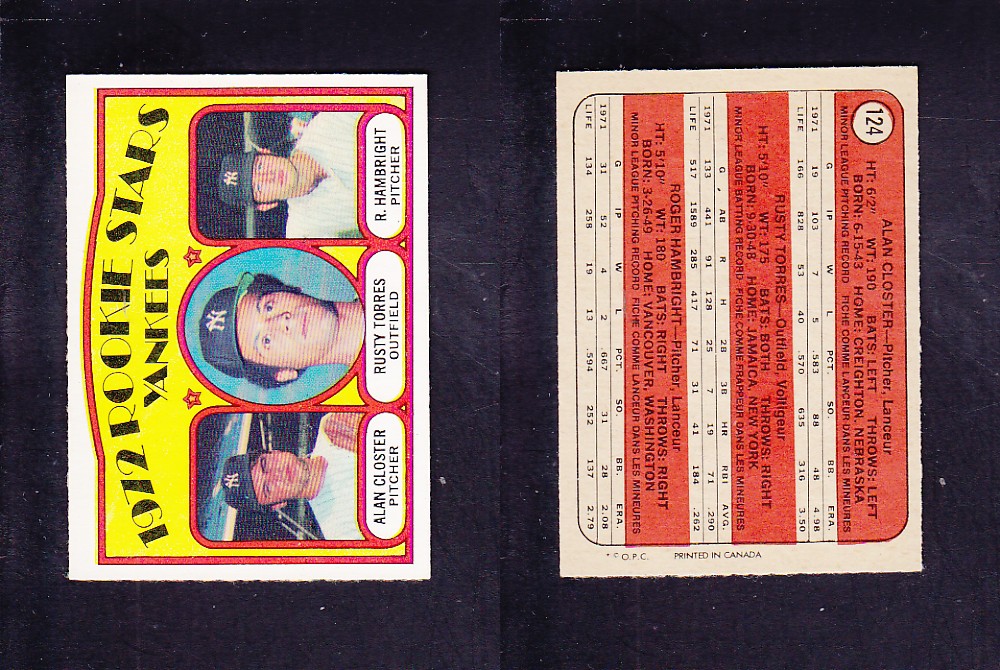 1972 ROOKIE STARS
YANKEES
NY
NY
NY
R. HAMBRIGHT
PITCHER
RUSTY TORRES
OUTFIELD
ALAN CLOSTER
PITCHER
124
ALAN CLOSTER—Pitcher, Lanceur
HT: 6'2" WT: 190 BATS: LEFT THROWS: LEFT
BORN: 6-15-43 HOME: CREIGHTON, NEBRASKA
MINOR LEAGUE PITCHING RECORD FICHE COMME LANCEUR DANS LES MINEURES
G IP W L PCT. SO. BB. ERA.
1971 19 103 7 5 .583 88 48 4.98
LIFE 166 828 53 40 .570 635 316 3.50
RUSTY TORRES—Outfield, Voltigeur
HT: 5'10" WT: 175 BATS: BOTH THROWS: RIGHT
BORN: 9-30-48 HOME: JAMAICA, NEW YORK
MINOR LEAGUE BATTING RECORD FICHE COMME FRAPPEUR DANS LES MINEURES
G AB R H 2B 3B HR RBI AVG.
1971 133 441 91 128 25 7 19 71 .290
LIFE 517 1589 285 417 71 31 41 184 .262
ROGER HAMBRIGHT—Pitcher, Lanceur
HT: 5'10" WT: 180 BATS: RIGHT THROWS: RIGHT
BORN: 3-26-49 HOME: VANCOUVER, WASHINGTON
MINOR LEAGUE PITCHING RECORD FICHE COMME LANCEUR DANS LES MINEURES
G IP W L PCT. SO. BB. ERA.
1971 31 52 4 2 .667 31 28 2.08
LIFE 134 258 19 13 .594 252 137 2.79
* © O.P.C. PRINTED IN CANADA